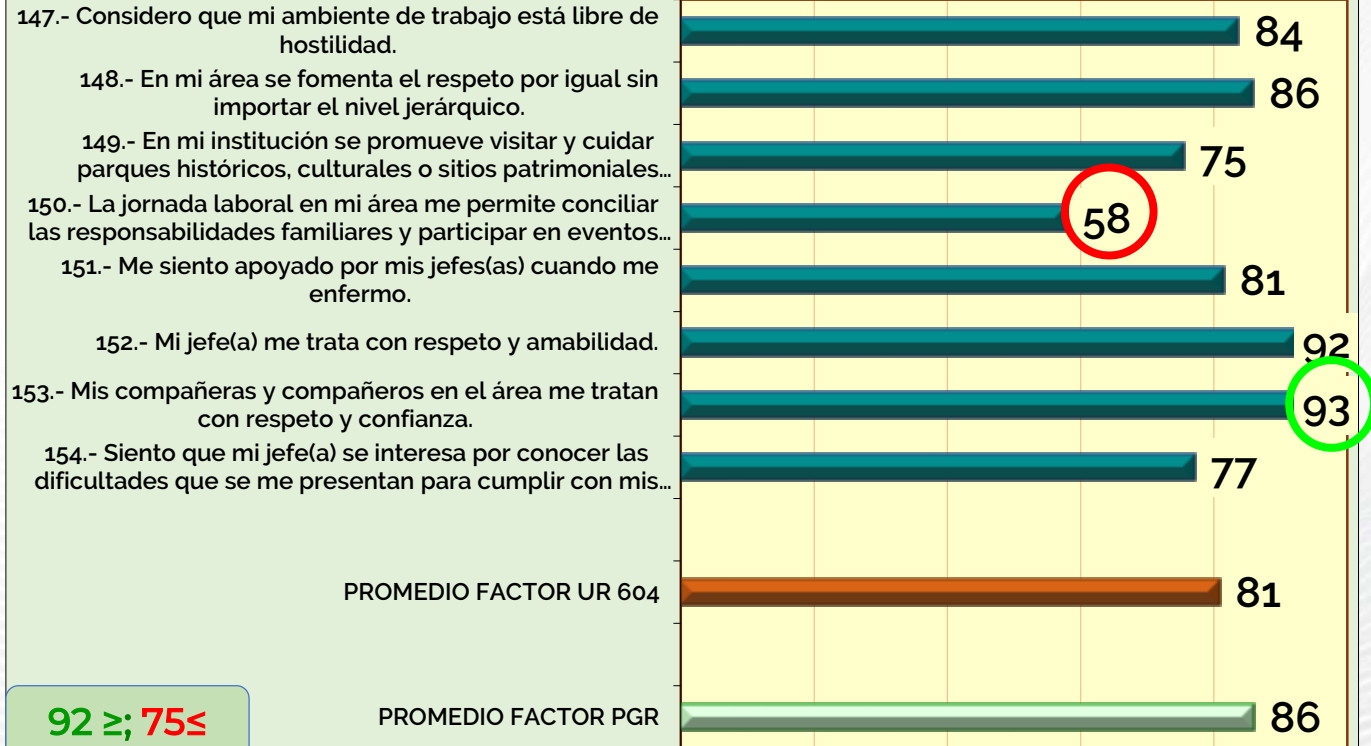 147.- Considero que mi ambiente de trabajo está libre de
hostilidad.
84
148.- En mi área se fomenta el respeto por igual sin
importar el nivel jerárquico.
86
149.- En mi institución se promueve visitar y cuidar
parques históricos, culturales o sitios patrimoniales...
75
150.- La jornada laboral en mi área me permite conciliar
las responsabilidades familiares y participar en eventos...
58
151.- Me siento apoyado por mis jefes(as) cuando me
enfermo.
81
152.- Mi jefe(a) me trata con respeto y amabilidad.
92
153.- Mis compañeras y compañeros en el área me tratan
con respeto y confianza.
93
154.- Siento que mi jefe(a) se interesa por conocer las
dificultades que se me presentan para cumplir con mis...
77
PROMEDIO FACTOR UR 604
81
PROMEDIO FACTOR PGR
86
92 ≥; 75≤